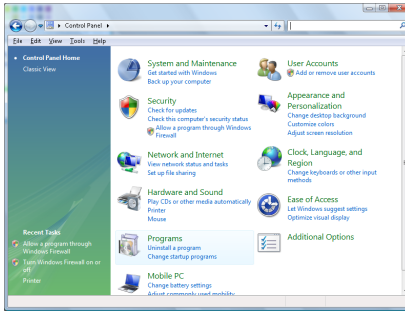 Control Panel
File Edit View Tools Help
Control Panel Home
Classic View
System and Maintenance
Get started with Windows
Back up your computer
Security
Check for updates
Check this computer's security status
Allow a program through Windows
Firewall
Network and Internet
View network status and tasks
Set up file sharing
Hardware and Sound
Play CDs or other media automatically
Printer
Mouse
Programs
Uninstall a program
Change startup programs
Mobile PC
Change battery settings
Adjust commonly used mobility
User Accounts
Add or remove user accounts
Appearance and
Personalization
Change desktop background
Customize colors
Adjust screen resolution
Clock, Language, and
Region
Change keyboards or other input
methods
Ease of Access
Let Windows suggest settings
Optimize visual display
Additional Options
Recent Tasks
Allow a program through
Windows Firewall
Turn Windows Firewall on or
off
Printer